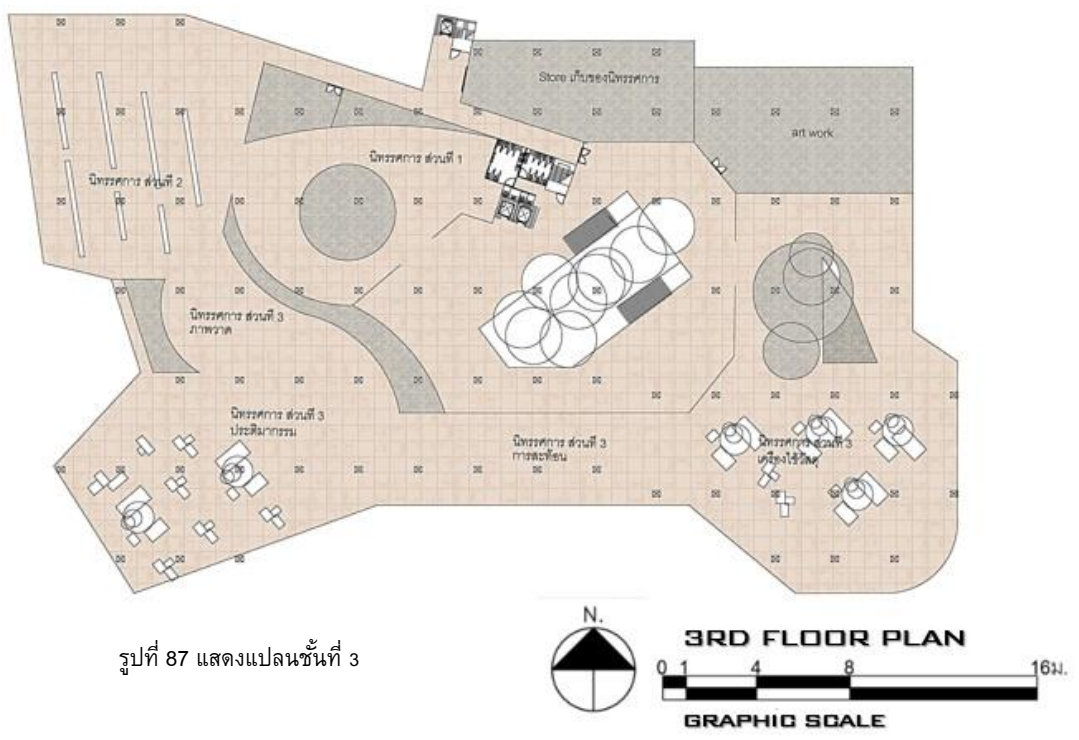 Store เก็บของนิทรรศการ
art work
นิทรรศการ ส่วนที่ 1
นิทรรศการ ส่วนที่ 2
นิทรรศการ ส่วนที่ 3
ภาพวาด
นิทรรศการ ส่วนที่ 3
ประติมากรรม
นิทรรศการ ส่วนที่ 3
การสะท้อน
นิทรรศการ ส่วนที่ 3
เครื่องใช้วัสดุ
รูปที่ 87 แสดงแปลนชั้นที่ 3
N.
3RD FLOOR PLAN
0 1 4 8 16ม.
GRAPHIC SCALE